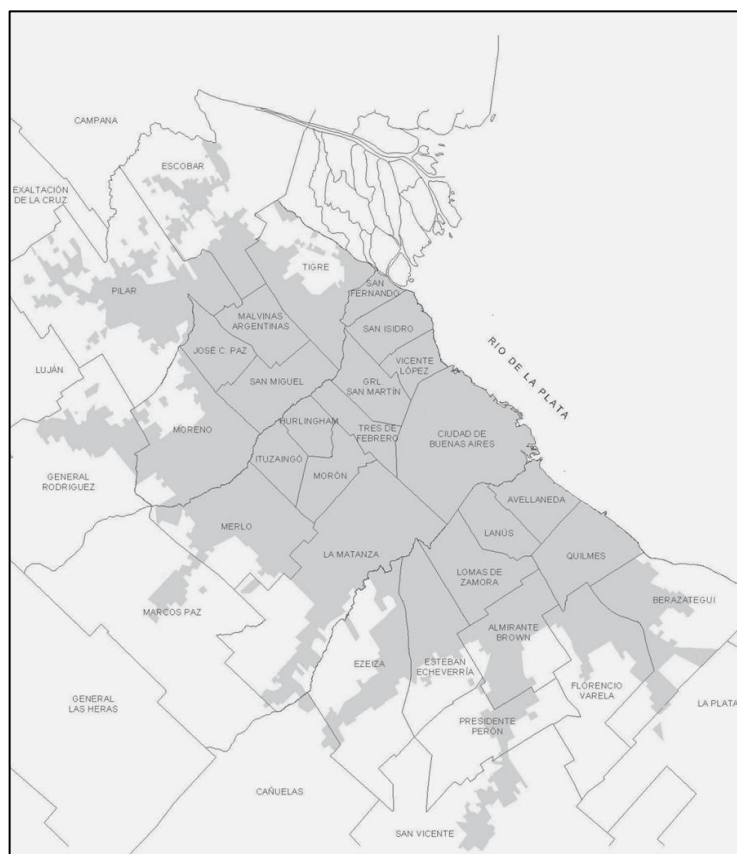 CAMPANA
ESCOBAR
EXALTACIÓN
DE LA CRUZ
TIGRE
PILAR
SAN
FERNANDO
MALVINAS
ARGENTINAS
SAN ISIDRO
JOSÉ C. PAZ
VICENTE
LÓPEZ
RIO DE LA PLATA
LUJÁN
SAN MIGUEL
GRL.
SAN MARTÍN
HURLINGHAM
TRES DE
FEBRERO
MORENO
CIUDAD DE
BUENOS AIRES
ITUZAINGÓ
MORÓN
GENERAL
RODRIGUEZ
AVELLANEDA
MERLO
LANÚS
LA MATANZA
QUILMES
LOMAS DE
ZAMORA
BERAZATEGUI
MARCOS PAZ
ALMIRANTE
BROWN
EZEIZA
ESTEBAN
ECHEVERRÍA
FLORENCIO
VARELA
GENERAL
LAS HERAS
LA PLATA
PRESIDENTE
PERÓN
CAÑUELAS
SAN VICENTE